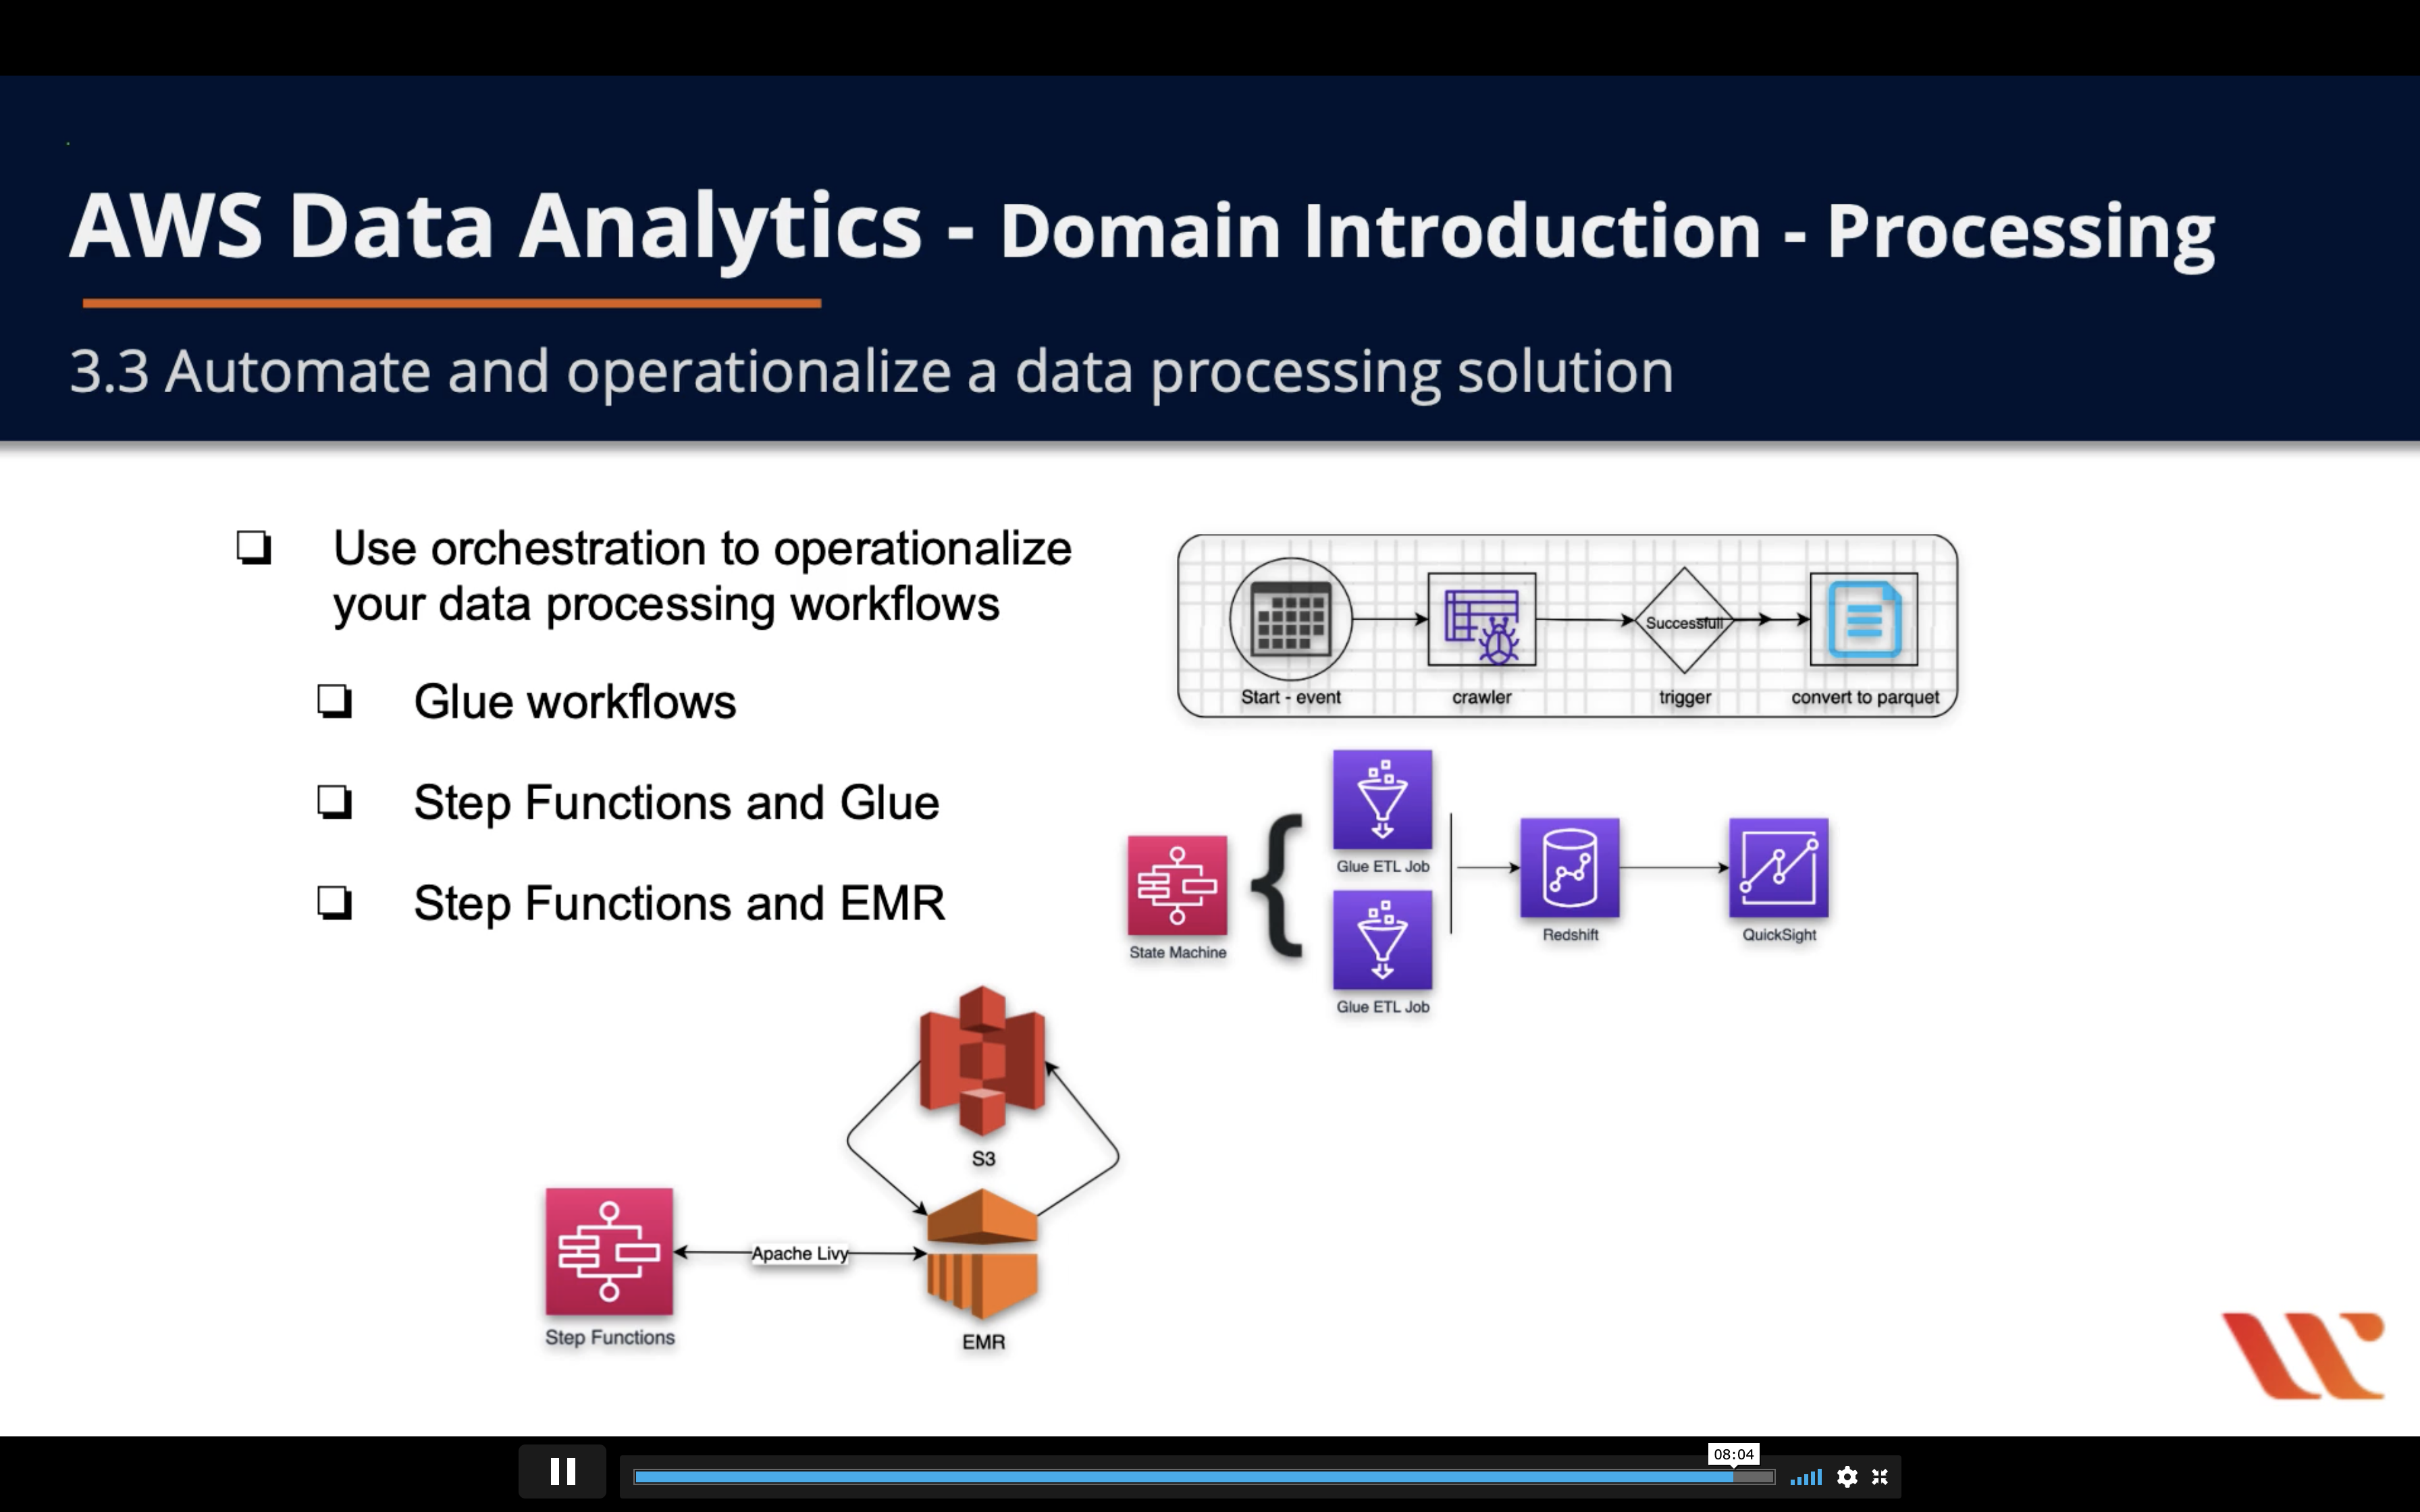 AWS Data Analytics - Domain Introduction - Processing
3.3 Automate and operationalize a data processing solution
Use orchestration to operationalize
your data processing workflows
Glue workflows
Step Functions and Glue
Step Functions and EMR
Successfull
Start - event
crawler
trigger
convert to parquet
State Machine
Glue ETL Job
Glue ETL Job
Redshift
QuickSight
S3
Apache Livy
Step Functions
EMR
08:04